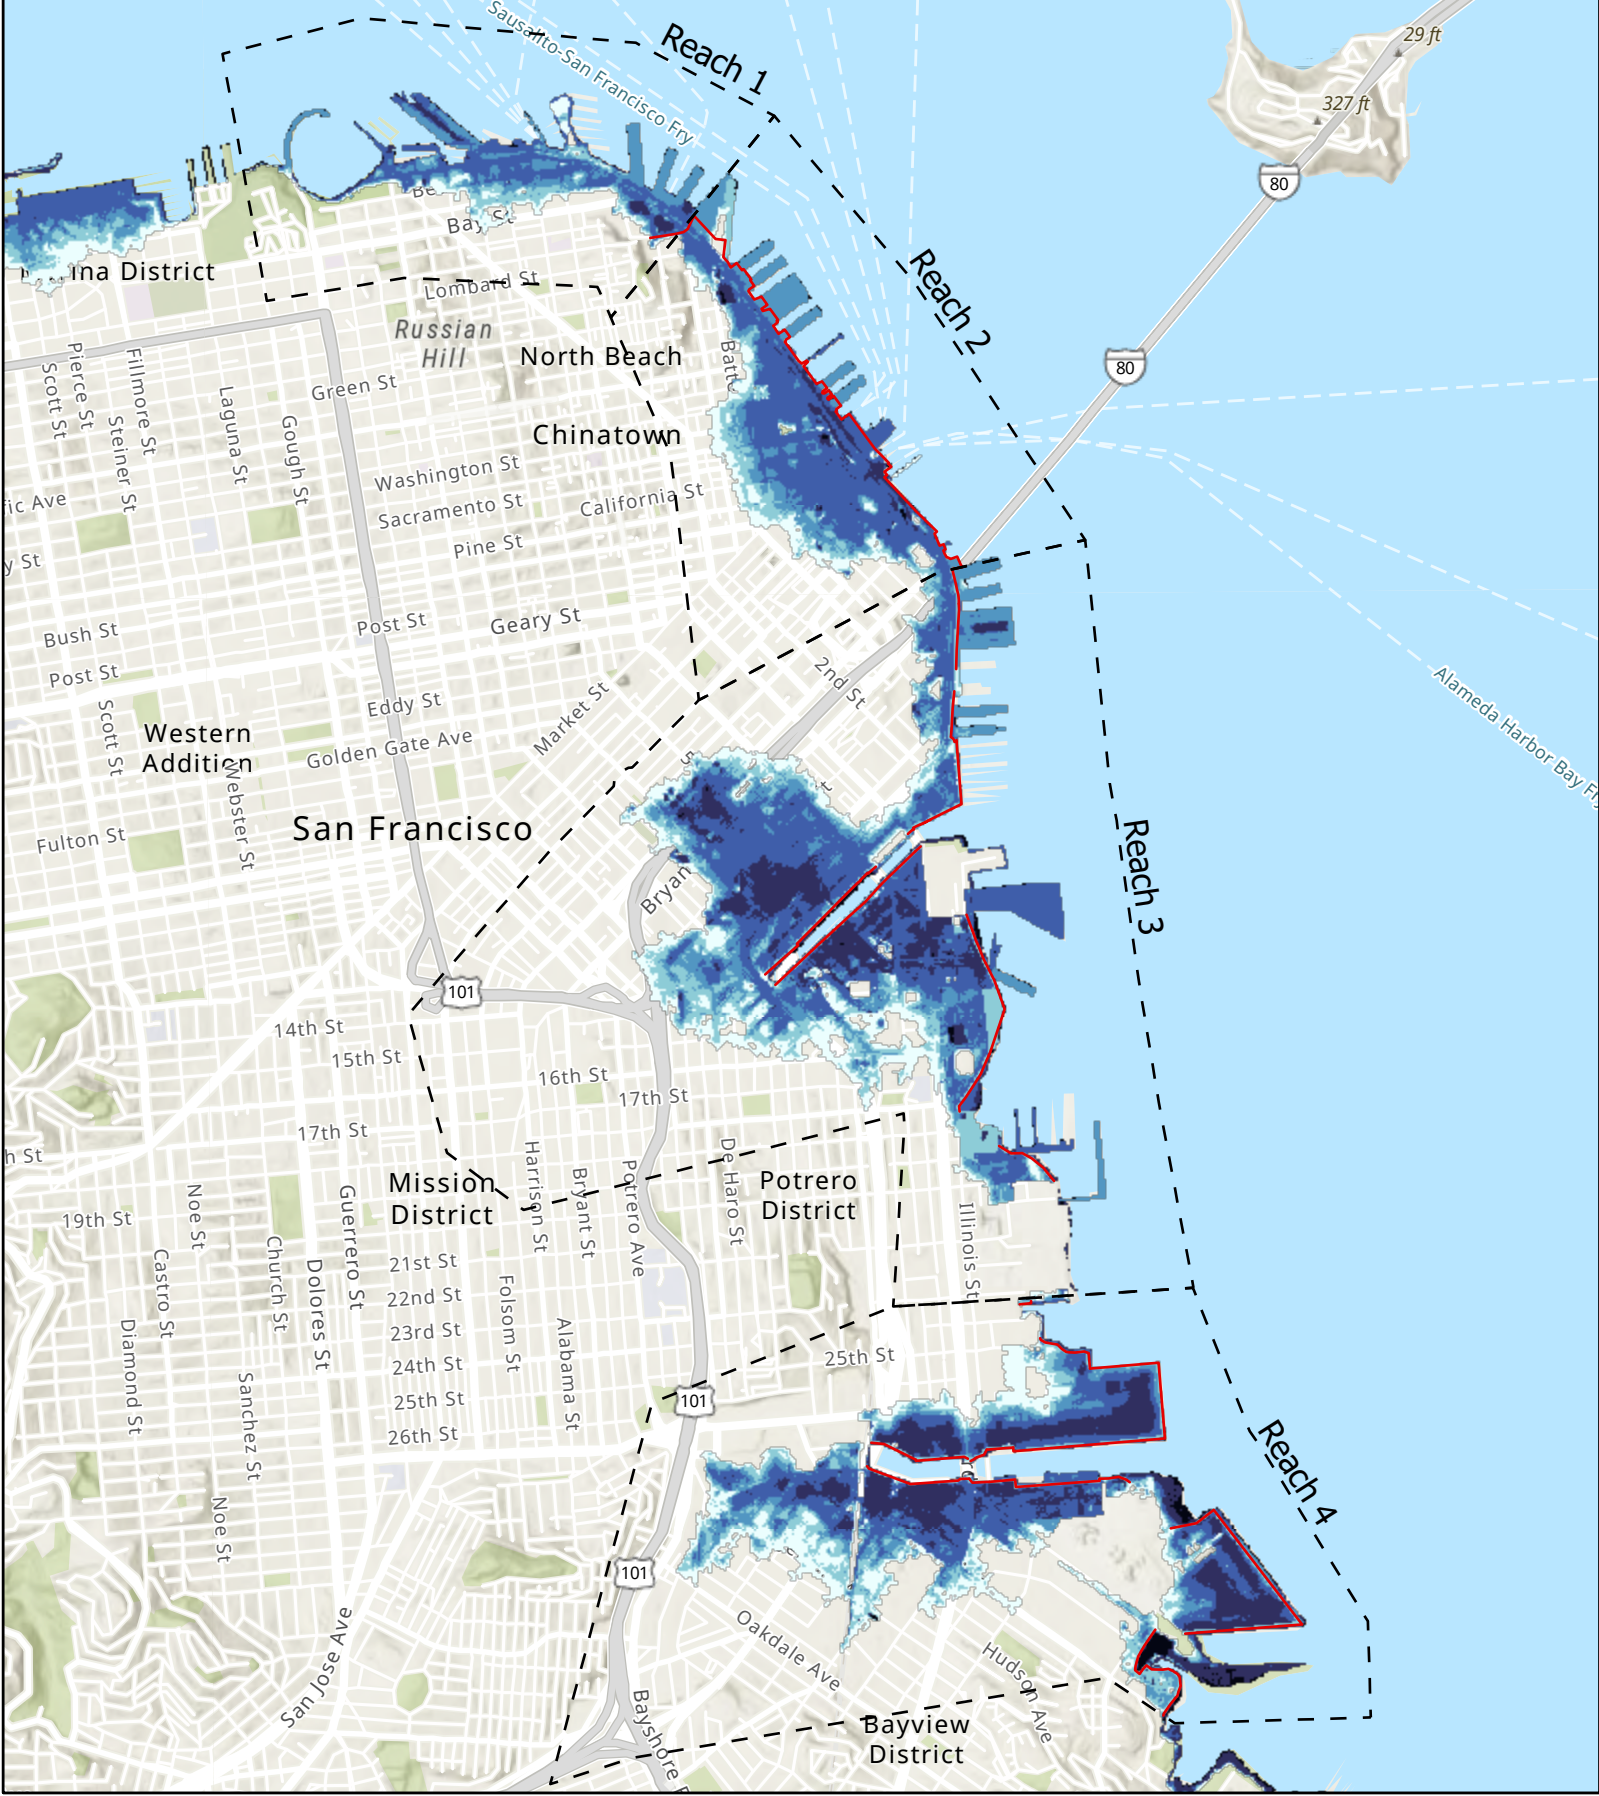 29 ft
Reach 1
Sausalito-San Francisco Fry
327 ft
80
Bay St
ina District
Lombard St
Reach 2
Russian
Hill
North Beach
80
Pierce St
Scott St
Fillmore St
Steiner St
Laguna St
Gough St
Green St
Chinatown
Washington St
Sacramento St
California St
Pine St
Bush St
Post St
Post St
Geary St
Eddy St
Market St
2nd St
Scott St
Western
Addition
Golden Gate Ave
Webster St
Alameda Harbor Bay Fry
San Francisco
Fulton St
Reach 3
Bryan
101
14th St
15th St
16th St
17th St
17th St
h St
Mission
District
Potrero
District
Harrison St
Bryant St
Potrero Ave
De Haro St
Illinois St
19th St
Noe St
Castro St
Church St
Guerrero St
Dolores St
21st St
22nd St
23rd St
24th St
25th St
26th St
Folsom St
Alabama St
Diamond St
Sanchez St
25th St
101
Reach 4
Noe St
101
San Jose Ave
Oakdale Ave
Hudson Ave
Bayshore
Bayview
District